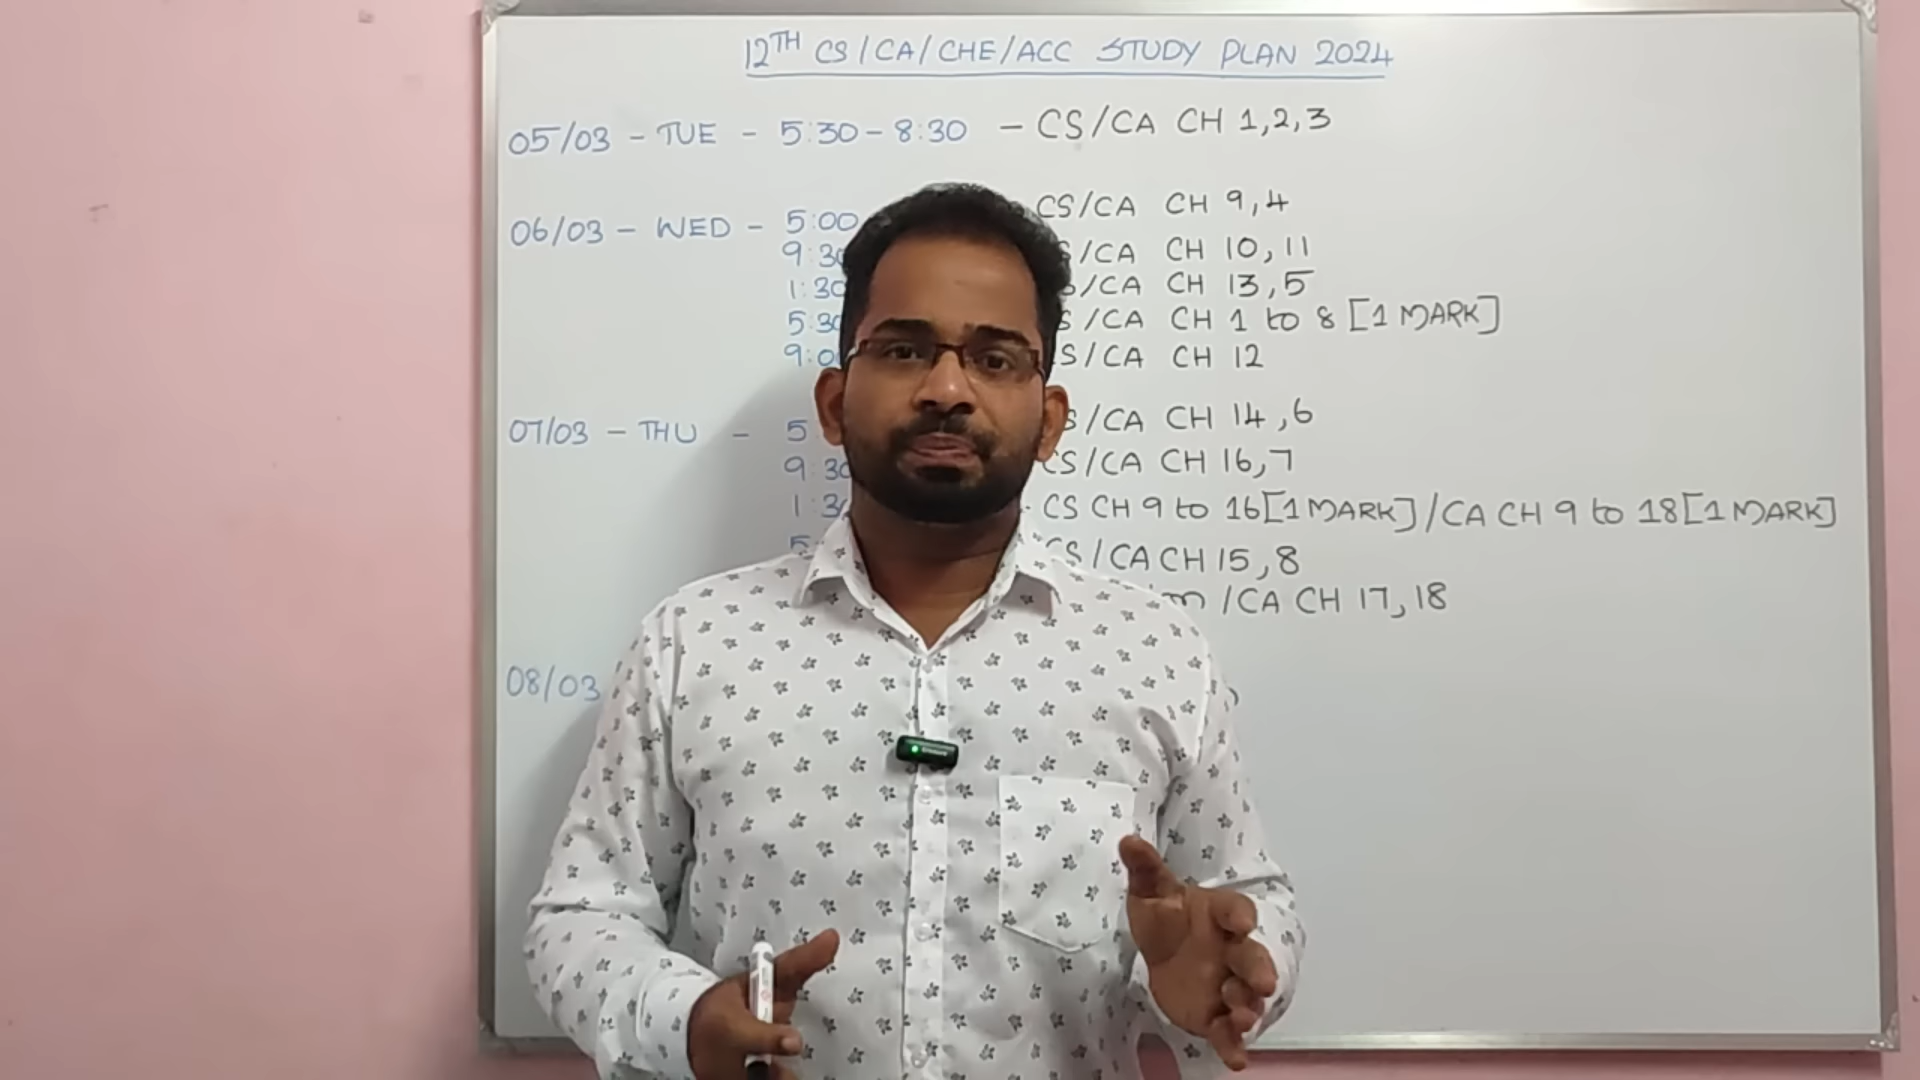 12TH CS/CA/CHE/ACC STUDY PLAN 2024
05/03 - TUE - 5:30 - 8:30 - CS/CA CH 1,2,3
06/03 - WED - 5:00 CS/CA CH 9,4
9:30 /CA CH 10,11
1:30 /CA CH 13,5
5:30 /CA CH 1 to 8 [1 MARK]
9:00 S/CA CH 12
07/03 - THU - 5 /CA CH 14,6
9:30 CS/CA CH 16,7
1:3 - CS CH 9 to 16 [1 MARK] /CA CH 9 to 18 [1 MARK]
5 CS/CA CH 15,8
/CA CH 17,18
08/03